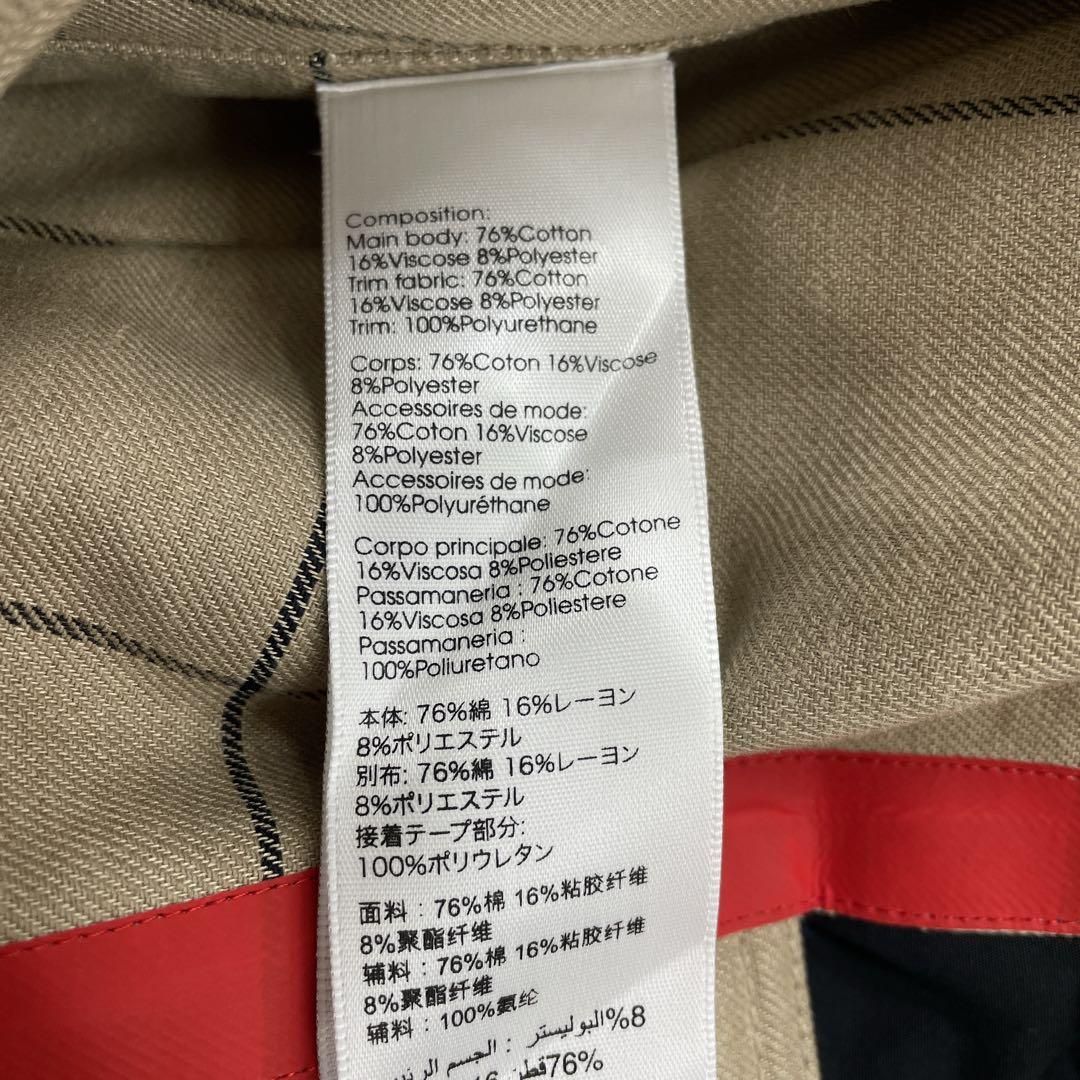 Composition:
Main body: 76%Cotton
16%Viscose 8%Polyester
Trim fabric: 76%Cotton
16%Viscose 8%Polyester
Trim: 100%Polyurethane
Corps: 76%Coton 16%Viscose
8%Polyester
Accessoires de mode:
76%Coton 16%Viscose
8%Polyester
Accessoires de mode:
100%Polyuréthane
Corpo principale: 76%Cotone
16%Viscosa 8%Poliestere
Passamaneria : 76%Cotone
16%Viscosa 8%Poliestere
Passamaneria :
100%Poliuretano
本体: 76%綿 16%レーヨン
8%ポリエステル
別布: 76%綿 16%レーヨン
8%ポリエステル
接着テープ部分:
100%ポリウレタン
面料 : 76%棉 16%粘胶纤维
8%聚酯纤维
辅料 : 76%棉 16%粘胶纤维
8%聚酯纤维
辅料 : 100%氨纶
8%البوليستر : الجسم
76%قطن 16